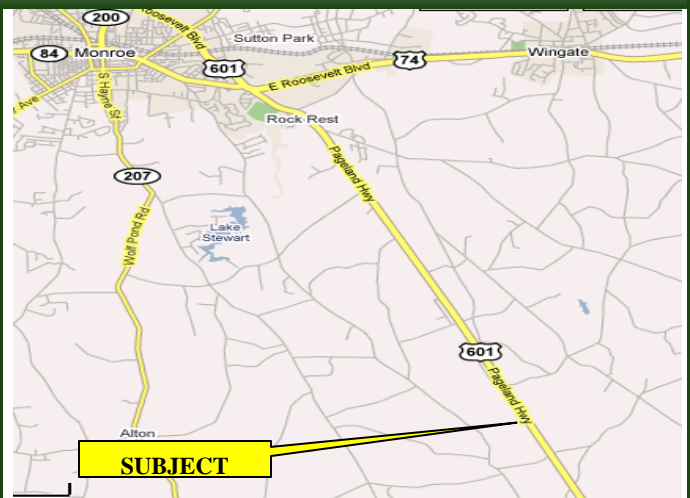 200
Roosevelt Blvd
Sutton Park
84
Monroe
601
74
Wingate
E Roosevelt Blvd
S Hayne St
Ave
Rock Rest
Pageland Hwy
207
Wolf Pond Rd
Lake
Stewart
601
Pageland Hwy
Alton
SUBJECT